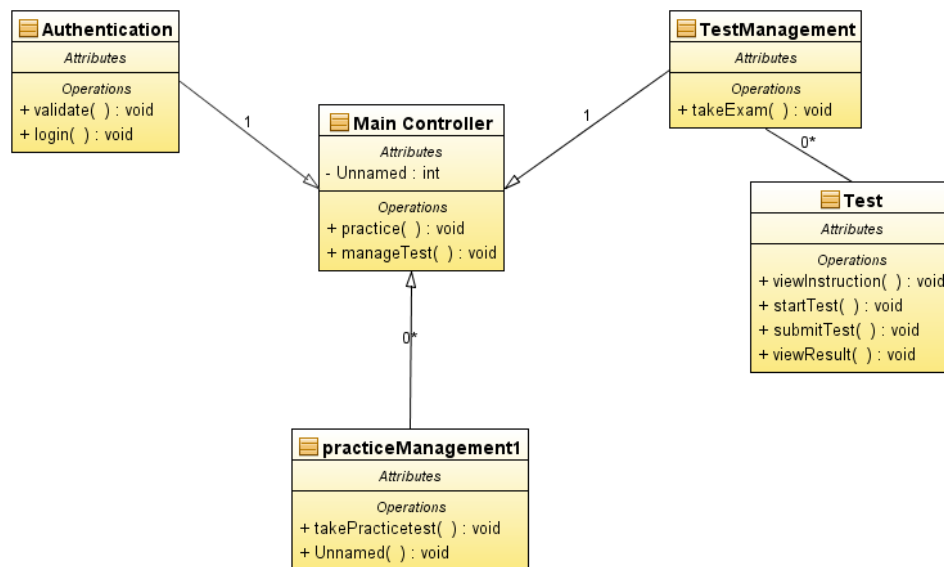 Authentication
Attributes
Operations
+ validate( ) : void
+ login( ) : void
1
Main Controller
Attributes
- Unnamed : int
Operations
+ practice( ) : void
+ manageTest( ) : void
TestManagement
Attributes
Operations
+ takeExam( ) : void
1
0*
Test
Attributes
Operations
+ viewInstruction( ) : void
+ startTest( ) : void
+ submitTest( ) : void
+ viewResult( ) : void
0*
practiceManagement1
Attributes
Operations
+ takePracticetest( ) : void
+ Unnamed( ) : void